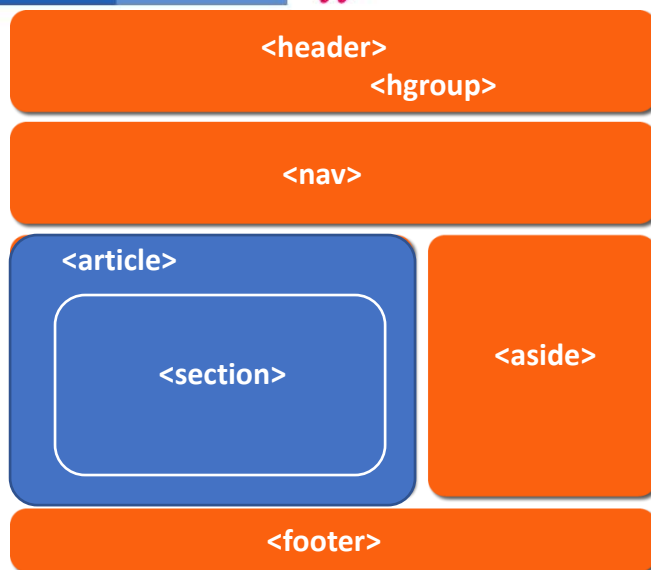 <header>
<hgroup>
<nav>
<article>
<section>
<aside>
<footer>